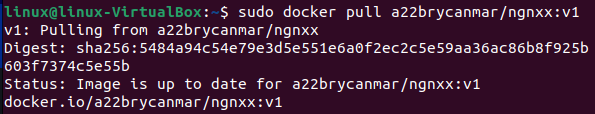 linux@linux-VirtualBox:~$ sudo docker pull a22brycanmar/ngnxx:v1
v1: Pulling from a22brycanmar/ngnxx
Digest: sha256:5484a94c54e79e3d5e551e6a0f2ec2c5e59aa36ac86b8f925b
603f7374c5e55b
Status: Image is up to date for a22brycanmar/ngnxx:v1
docker.io/a22brycanmar/ngnxx:v1